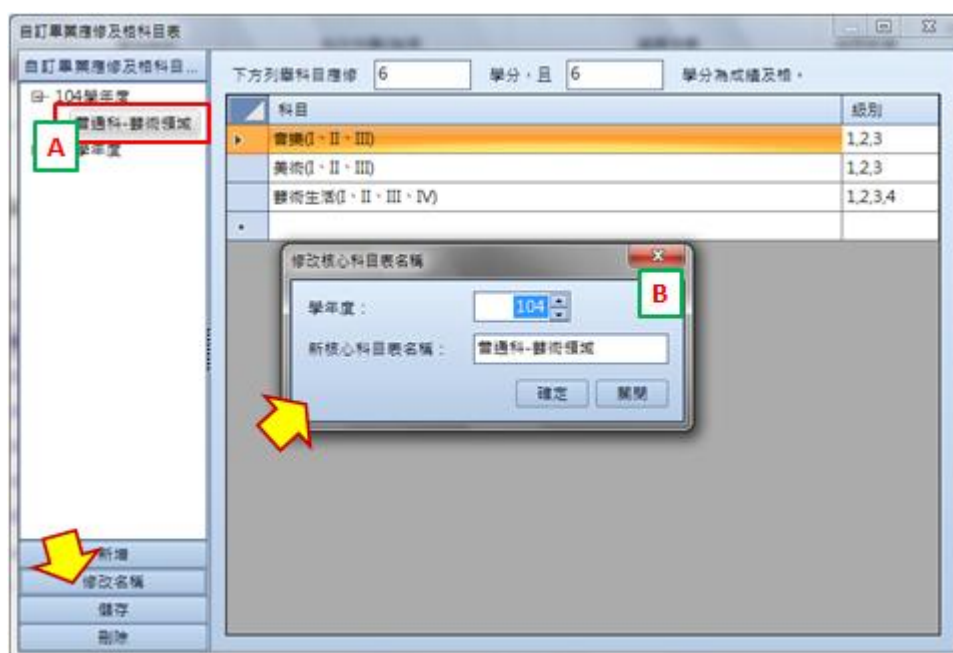 自訂畢業應修及格科目表
自訂畢業應修及格科目...
104學年度
普通科-藝術領域
A
學年度
新增
修改名稱
儲存
刪除
下方列舉科目應修 6 學分，且 6 學分為成績及格。
科目 級別
音樂(I、II、III) 1,2,3
美術(I、II、III) 1,2,3
藝術生活(I、II、III、IV) 1,2,3,4
修改核心科目表名稱
B
學年度： 104
新核心科目表名稱： 普通科-藝術領域
確定 關閉